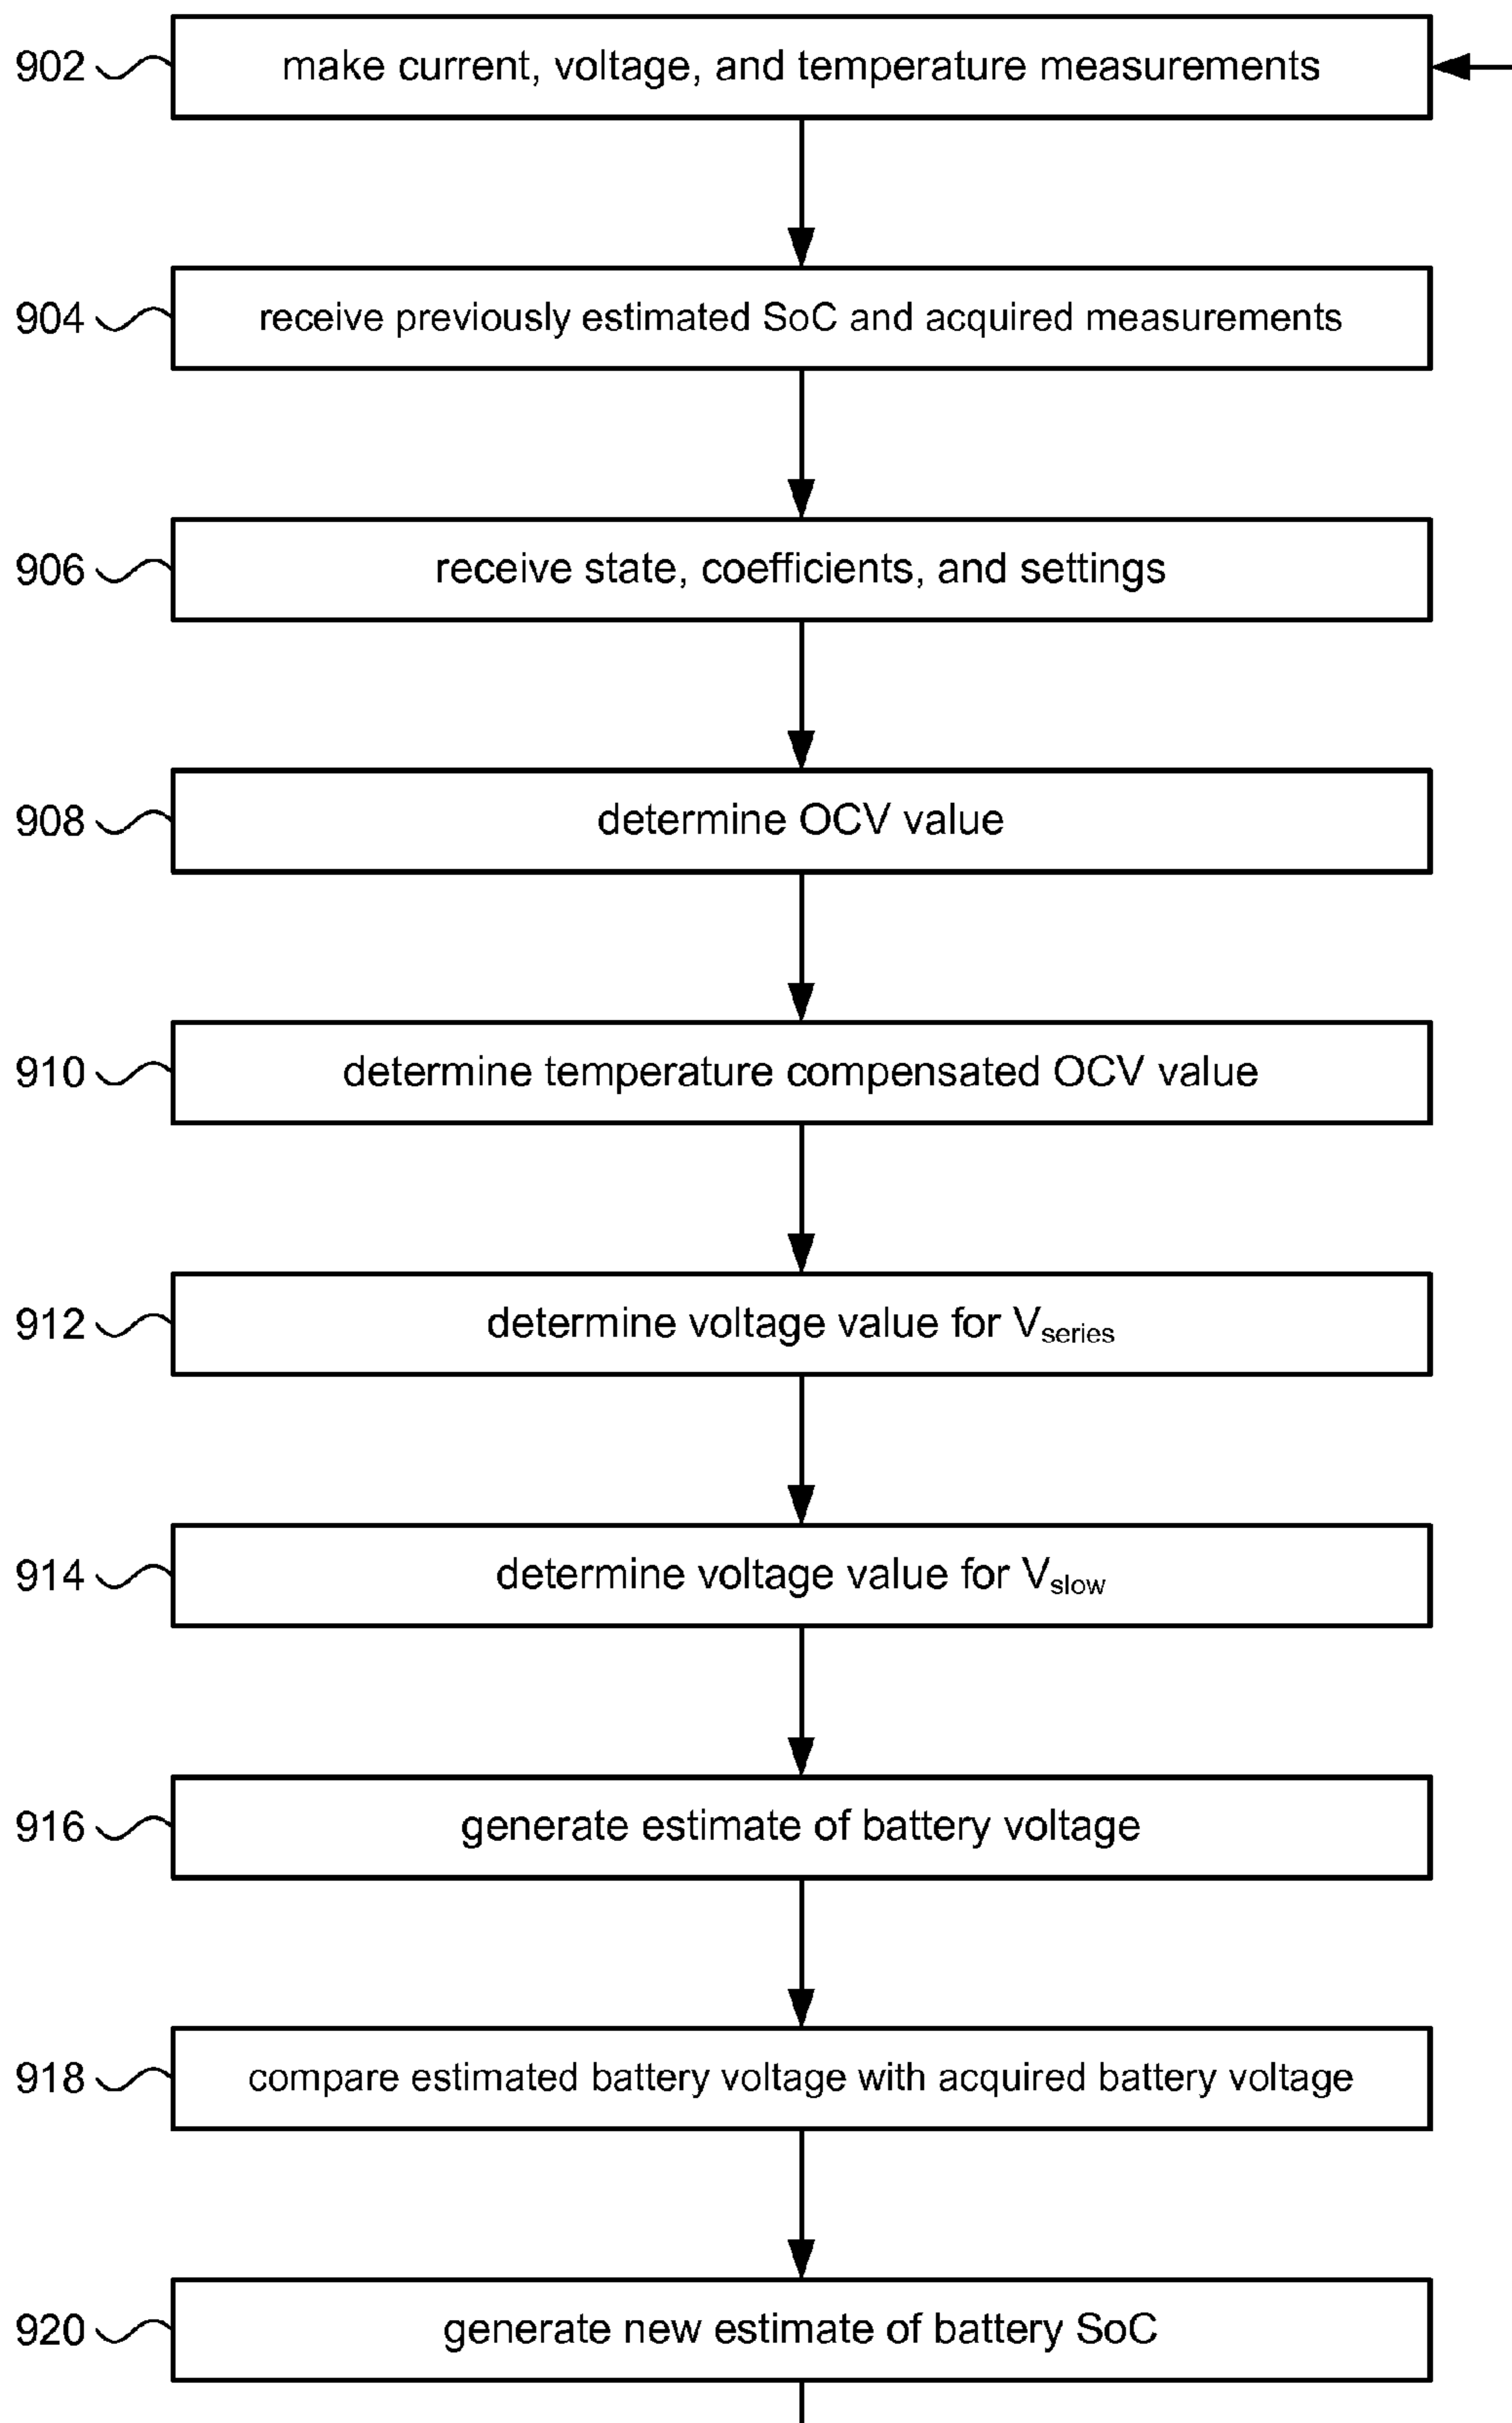 902 make current, voltage, and temperature measurements
904 receive previously estimated SoC and acquired measurements
906 receive state, coefficients, and settings
908 determine OCV value
910 determine temperature compensated OCV value
912 determine voltage value for Vseries
914 determine voltage value for Vslow
916 generate estimate of battery voltage
918 compare estimated battery voltage with acquired battery voltage
920 generate new estimate of battery SoC